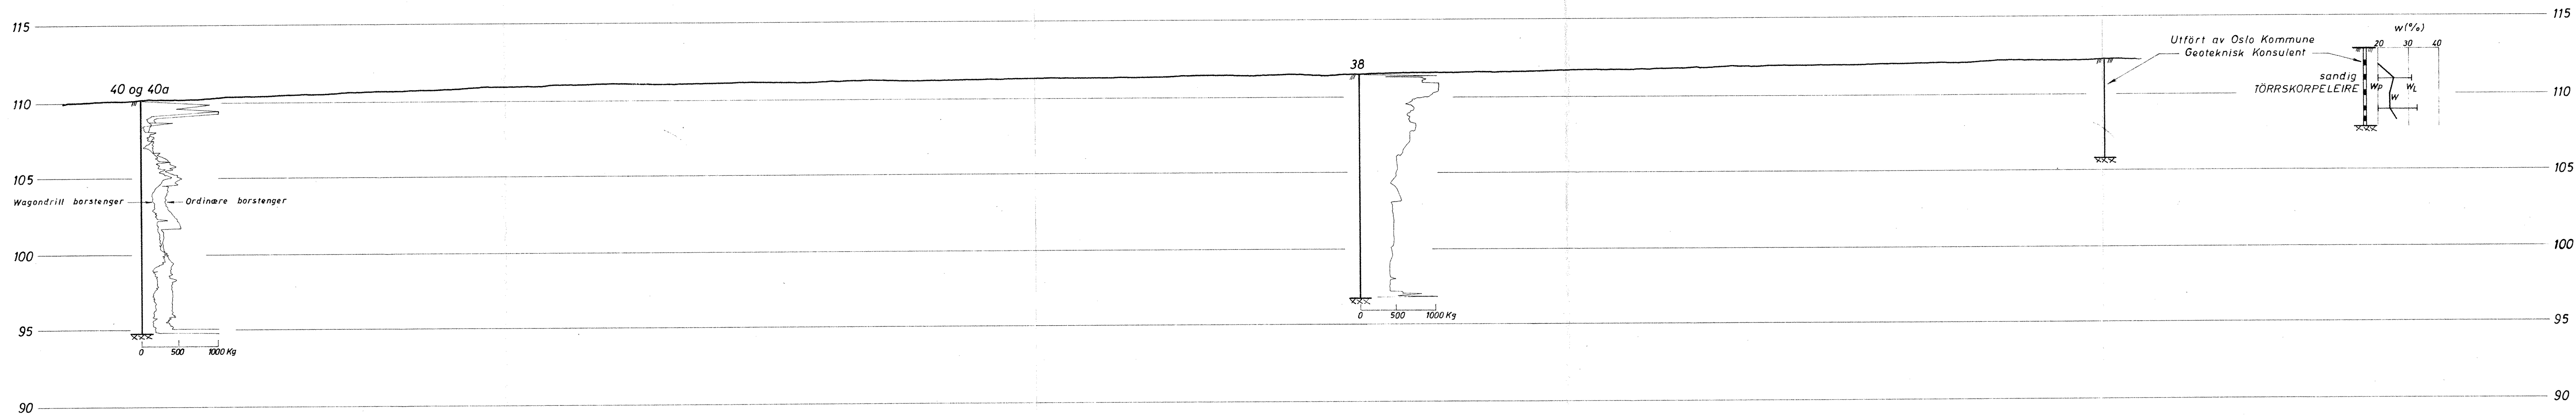 115
115
w (%)
20 30 40
Utfört av Oslo Kommune
Geoteknisk Konsulent
38
sandig
TÖRRSKORPELEIRE
Wp
W
WL
40 og 40a
110
110
105
105
Wagondrill borstenger
Ordinære borstenger
100
100
0 500 1000 Kg
95
95
0 500 1000 Kg
90
90